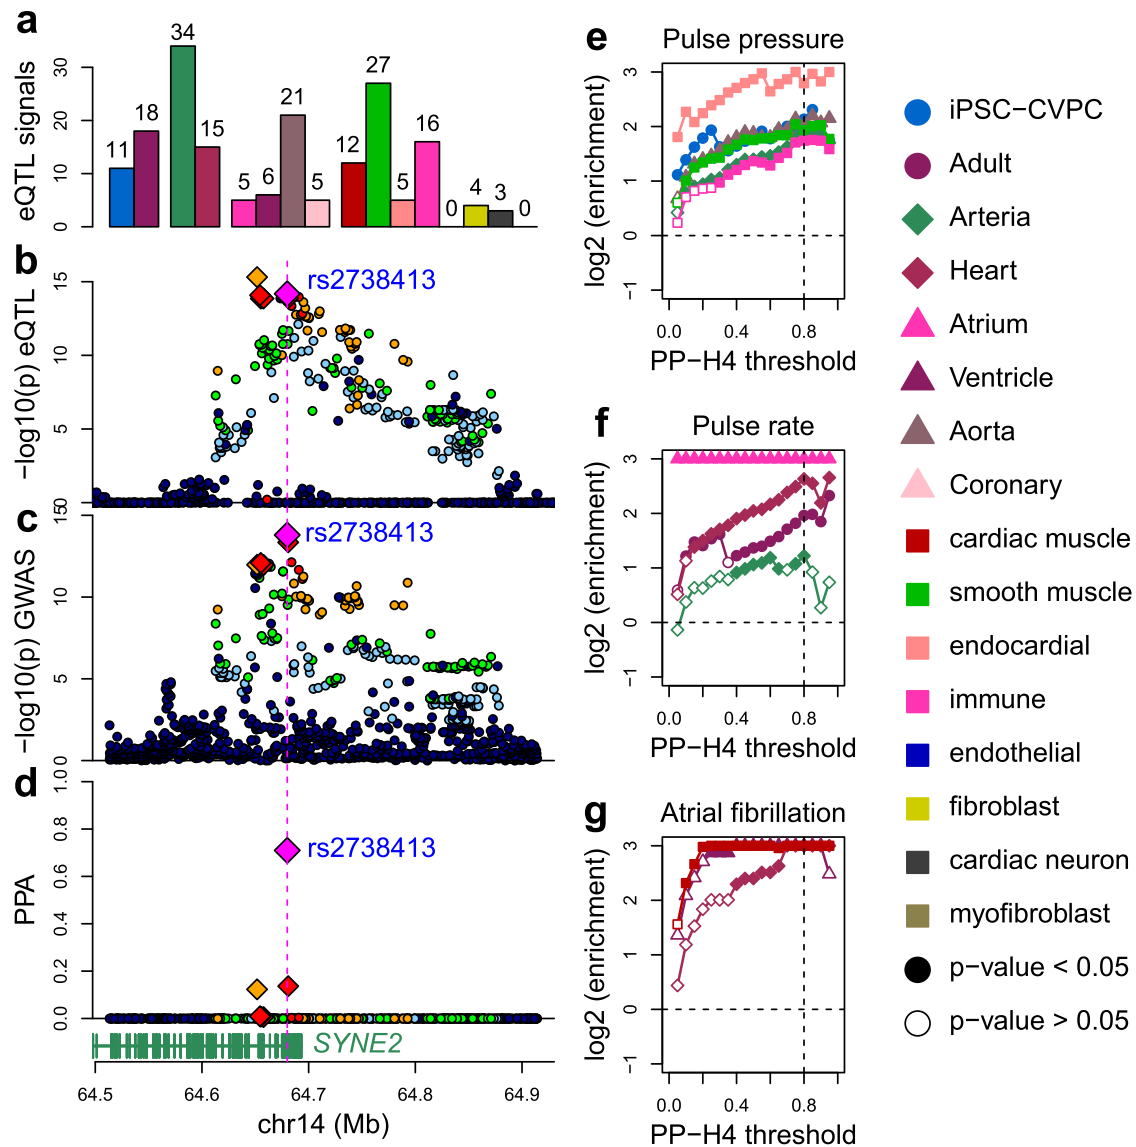 a
eQTL signals
0
10
20
30
11
18
34
15
5
6
21
5
12
27
5
16
0
4
3
0
b
−log10(p) eQTL
0
5
10
15
rs2738413
c
−log10(p) GWAS
0
5
10
15
rs2738413
d
PPA
0.0
0.2
0.4
0.6
0.8
1.0
rs2738413
SYNE2
64.5
64.6
64.7
64.8
64.9
chr14 (Mb)
e
Pulse pressure
log2 (enrichment)
−1
0
1
2
3
0.0
0.4
0.8
PP−H4 threshold
f
Pulse rate
log2 (enrichment)
−1
0
1
2
3
0.0
0.4
0.8
PP−H4 threshold
g
Atrial fibrillation
log2 (enrichment)
−1
0
1
2
3
0.0
0.4
0.8
PP−H4 threshold
iPSC−CVPC
Adult
Arteria
Heart
Atrium
Ventricle
Aorta
Coronary
cardiac muscle
smooth muscle
endocardial
immune
endothelial
fibroblast
cardiac neuron
myofibroblast
p−value < 0.05
p−value > 0.05